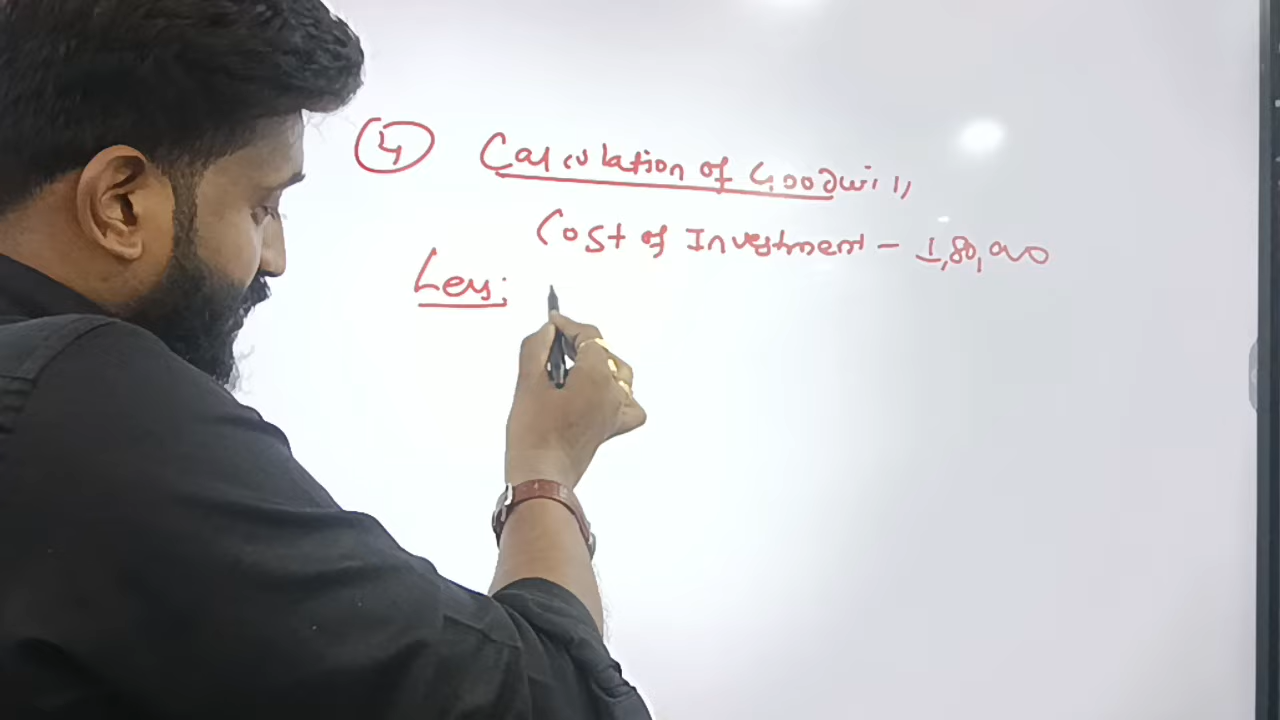 ④ Calculation of Goodwill
Cost of Investment - 1,80,000
Less: